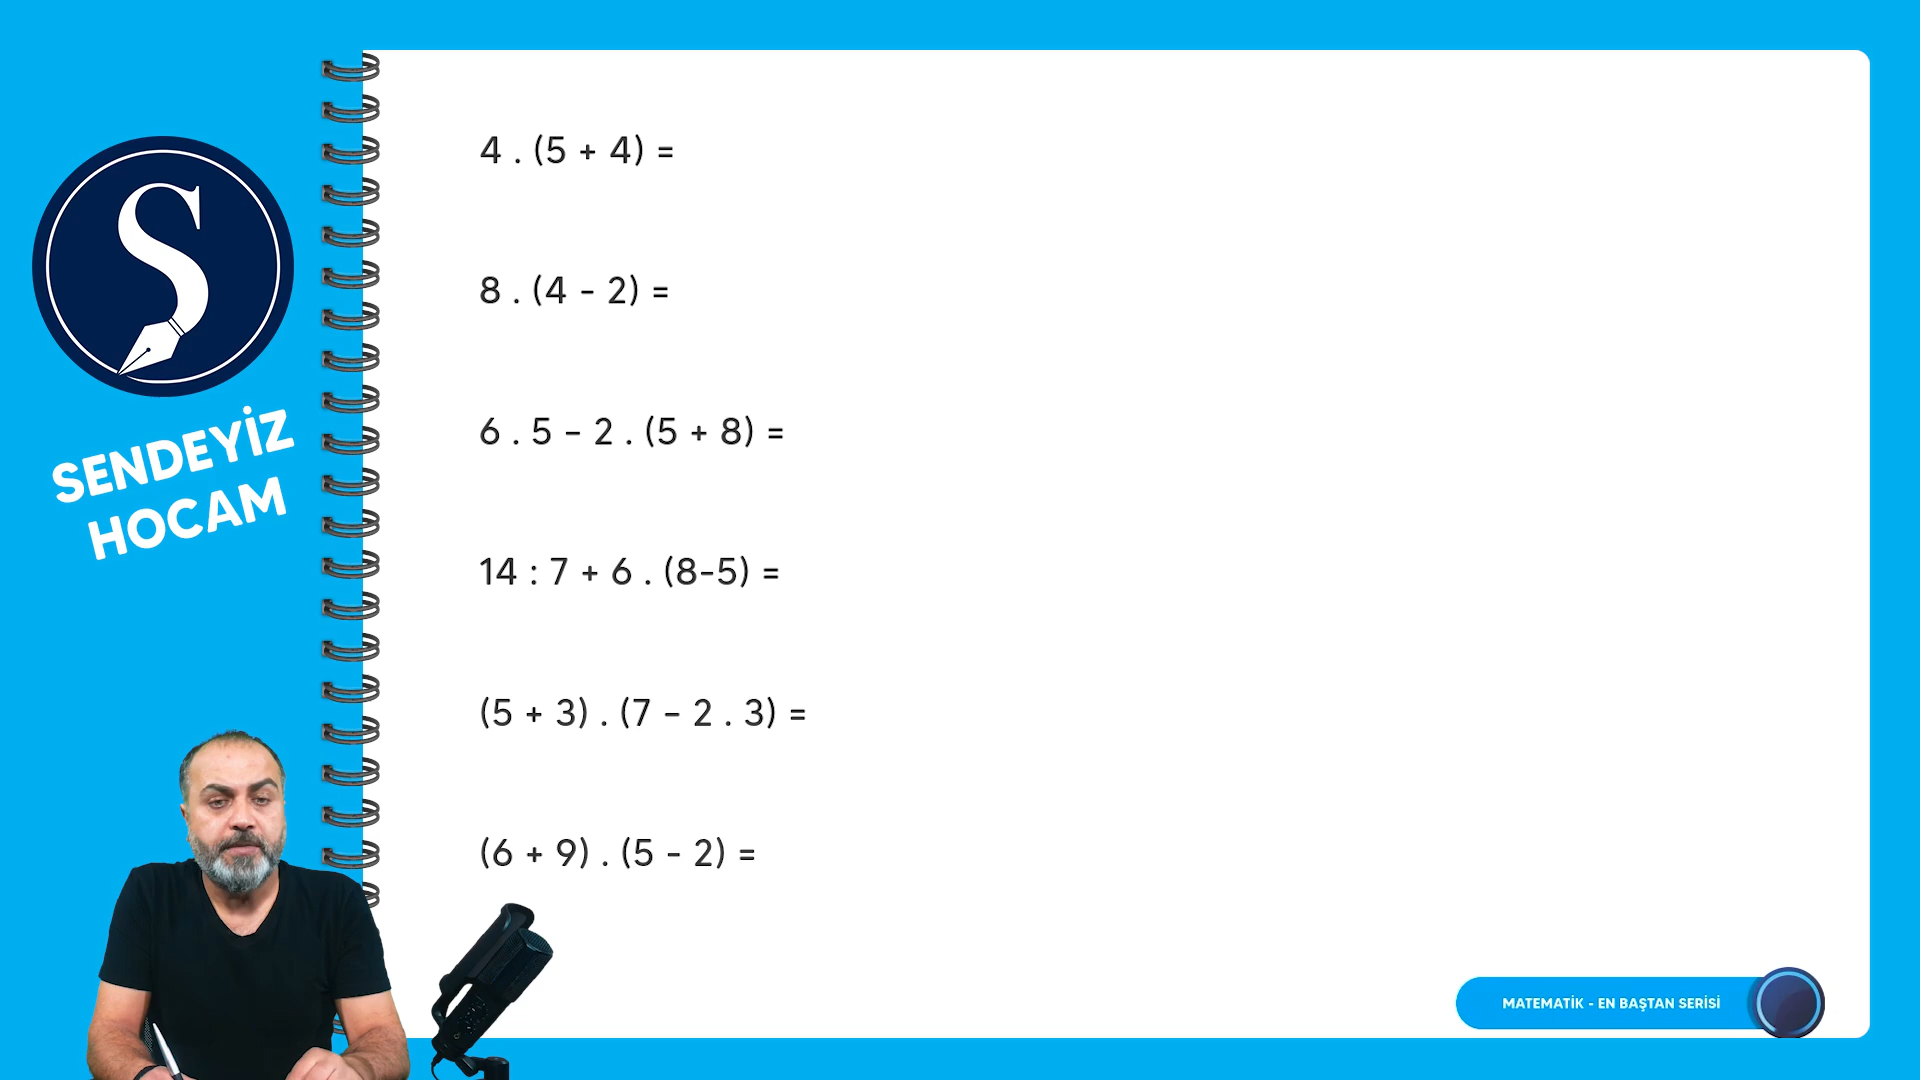 SENDEYİZ
HOCAM
4 . (5 + 4) =
8 . (4 - 2) =
6 . 5 – 2 . (5 + 8) =
14 : 7 + 6 . (8-5) =
(5 + 3) . (7 – 2 . 3) =
(6 + 9) . (5 - 2) =
MATEMATİK - EN BAŞTAN SERİSİ